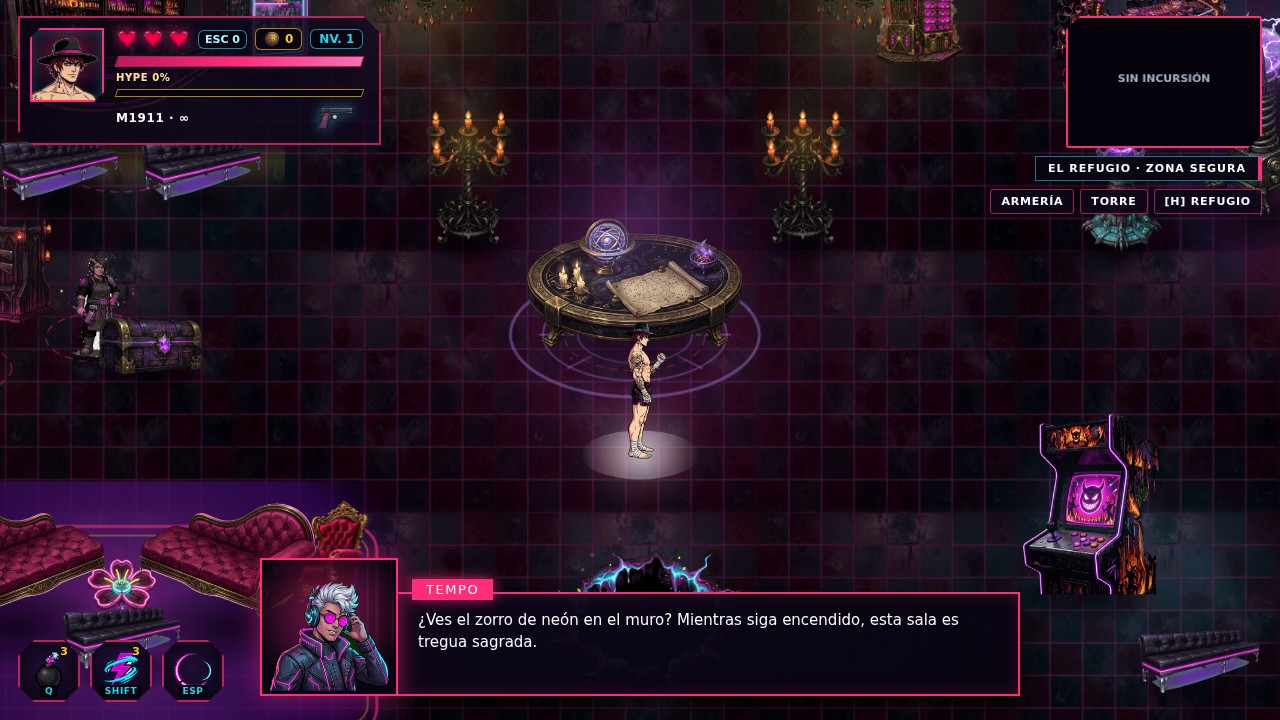 ESC 0
0
NV. 1
HYPE 0%
M1911 · ∞
SIN INCURSIÓN
EL REFUGIO · ZONA SEGURA
ARMERÍA
TORRE
[H] REFUGIO
TEMPO
¿Ves el zorro de neón en el muro? Mientras siga encendido, esta sala es
tregua sagrada.
3
Q
3
SHIFT
ESP